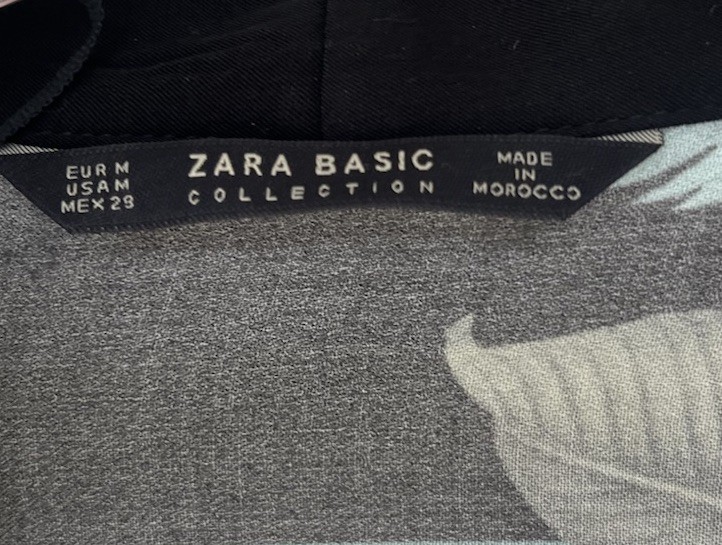 EUR M
USA M
MEX 28
ZARA BASIC
COLLECTION
MADE
IN
MOROCCO